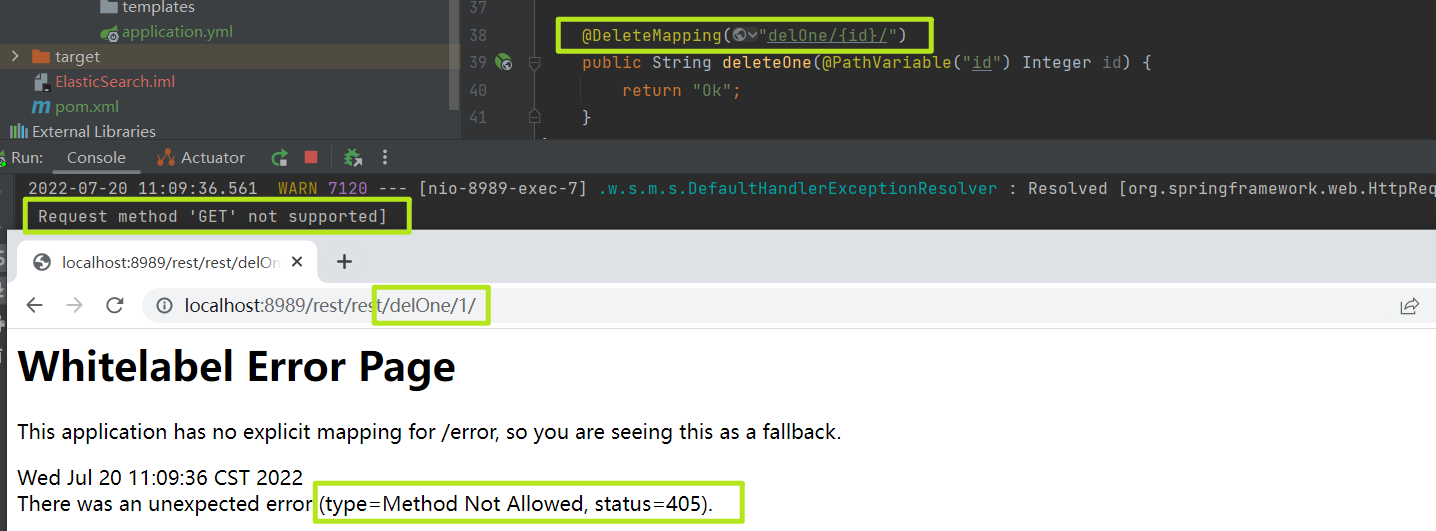 templates
application.yml
target
ElasticSearch.iml
pom.xml
External Libraries
37
38 @DeleteMapping("delOne/{id}/")
39 public String deleteOne(@PathVariable("id") Integer id) {
40 return "Ok";
41 }
Run: Console Actuator
2022-07-20 11:09:36.561 WARN 7120 --- [nio-8989-exec-7] .w.s.m.s.DefaultHandlerExceptionResolver : Resolved [org.springframework.web.HttpReq
Request method 'GET' not supported]
localhost:8989/rest/rest/delOn
localhost:8989/rest/rest/delOne/1/
Whitelabel Error Page
This application has no explicit mapping for /error, so you are seeing this as a fallback.
Wed Jul 20 11:09:36 CST 2022
There was an unexpected error (type=Method Not Allowed, status=405).